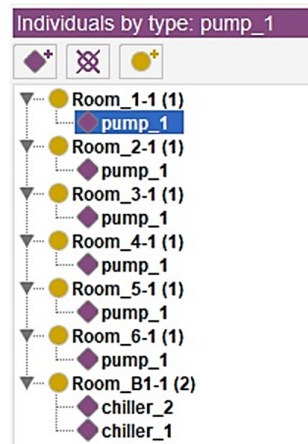 Individuals by type: pump_1
Room_1-1 (1)
pump_1
Room_2-1 (1)
pump_1
Room_3-1 (1)
pump_1
Room_4-1 (1)
pump_1
Room_5-1 (1)
pump_1
Room_6-1 (1)
pump_1
Room_B1-1 (2)
chiller_2
chiller_1